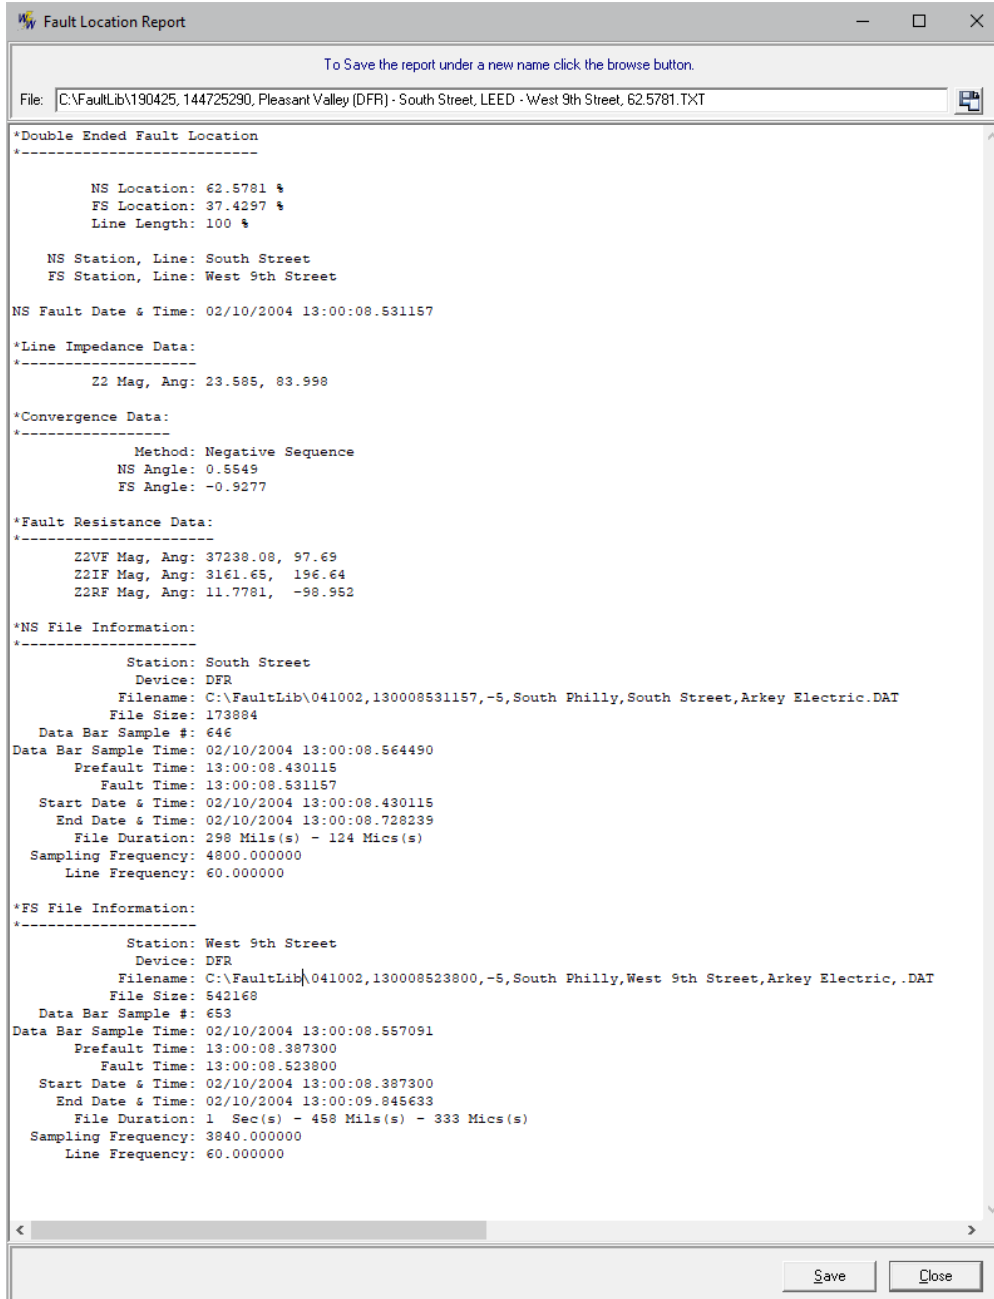 Fault Location Report
To Save the report under a new name click the browse button.
File: C:\FaultLib\190425, 144725290, Pleasant Valley (DFR) - South Street, LEED - West 9th Street, 62.5781.TXT
*Double Ended Fault Location
*---------------------------
NS Location: 62.5781 %
FS Location: 37.4297 %
Line Length: 100 %
NS Station, Line: South Street
FS Station, Line: West 9th Street
NS Fault Date & Time: 02/10/2004 13:00:08.531157
*Line Impedance Data:
*--------------------
Z2 Mag, Ang: 23.585, 83.998
*Convergence Data:
*-----------------
Method: Negative Sequence
NS Angle: 0.5549
FS Angle: -0.9277
*Fault Resistance Data:
*----------------------
Z2VF Mag, Ang: 37238.08, 97.69
Z2IF Mag, Ang: 3161.65, 196.64
Z2RF Mag, Ang: 11.7781, -98.952
*NS File Information:
*--------------------
Station: South Street
Device: DFR
Filename: C:\FaultLib\041002,130008531157,-5,South Philly,South Street,Arkey Electric.DAT
File Size: 173884
Data Bar Sample #: 646
Data Bar Sample Time: 02/10/2004 13:00:08.564490
Prefault Time: 13:00:08.430115
Fault Time: 13:00:08.531157
Start Date & Time: 02/10/2004 13:00:08.430115
End Date & Time: 02/10/2004 13:00:08.728239
File Duration: 298 Mils(s) - 124 Mics(s)
Sampling Frequency: 4800.000000
Line Frequency: 60.000000
*FS File Information:
*--------------------
Station: West 9th Street
Device: DFR
Filename: C:\FaultLib\041002,130008523800,-5,South Philly,West 9th Street,Arkey Electric,.DAT
File Size: 542168
Data Bar Sample #: 653
Data Bar Sample Time: 02/10/2004 13:00:08.557091
Prefault Time: 13:00:08.387300
Fault Time: 13:00:08.523800
Start Date & Time: 02/10/2004 13:00:08.387300
End Date & Time: 02/10/2004 13:00:09.845633
File Duration: 1 Sec(s) - 458 Mils(s) - 333 Mics(s)
Sampling Frequency: 3840.000000
Line Frequency: 60.000000
Save Close